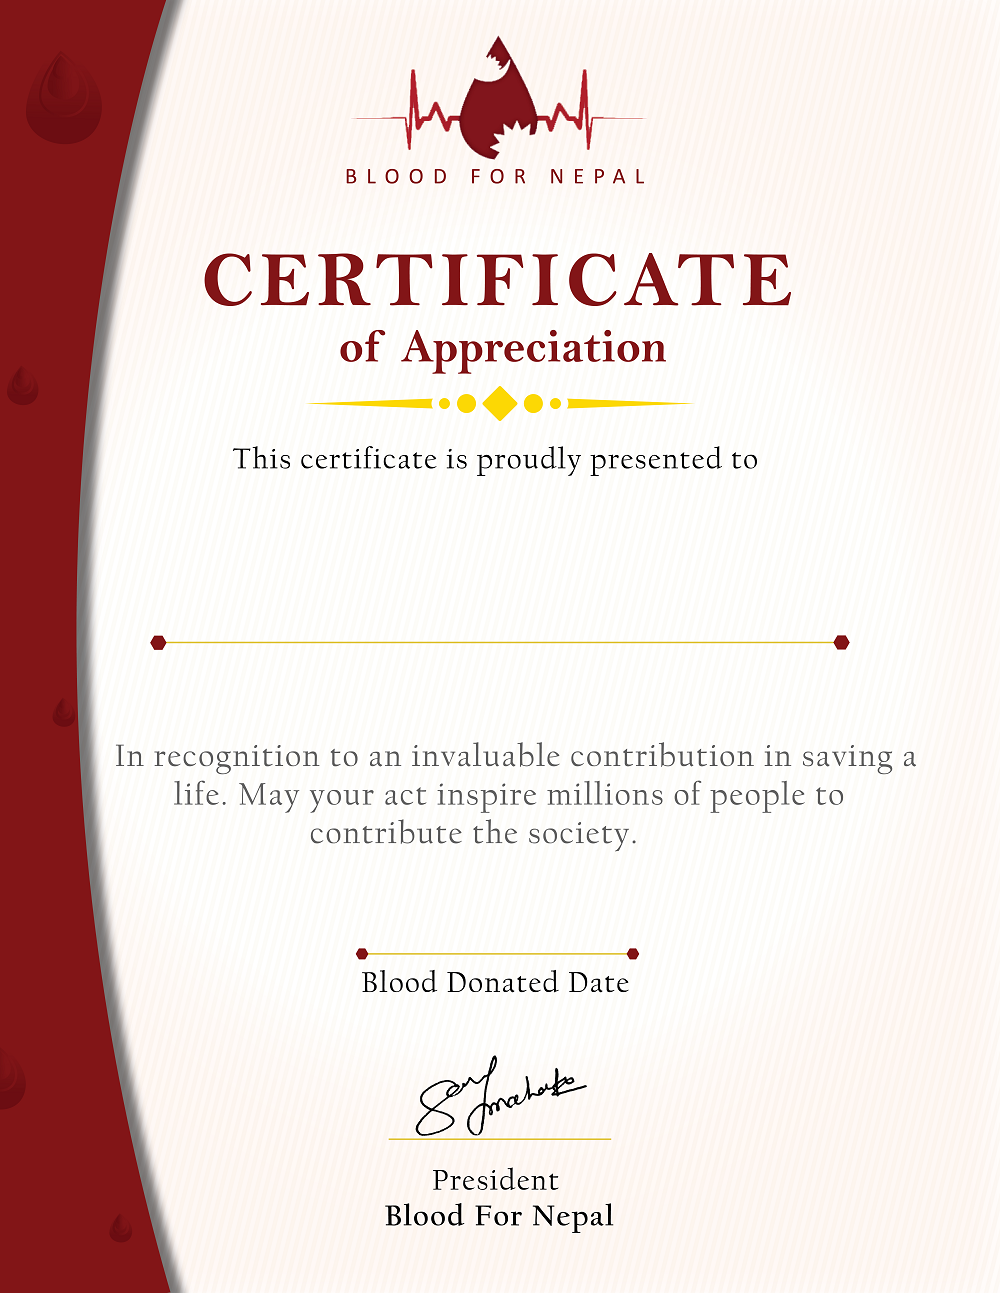 BLOOD FOR NEPAL
CERTIFICATE
of Appreciation
This certificate is proudly presented to
In recognition to an invaluable contribution in saving a
life. May your act inspire millions of people to
contribute the society.
Blood Donated Date
President
Blood For Nepal